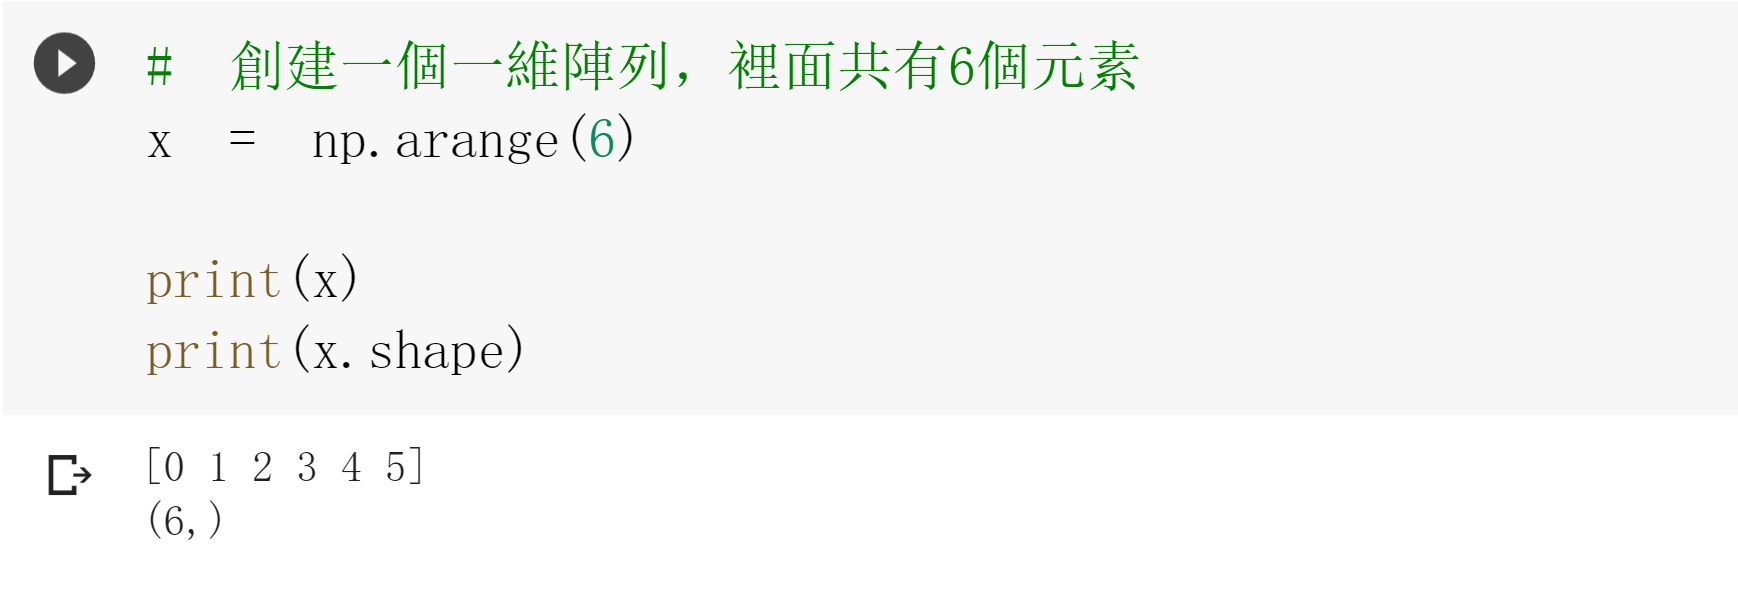 #  創建一個一維陣列，裡面共有6個元素
x  =  np.arange(6)
print(x)
print(x.shape)
[0 1 2 3 4 5]
(6,)